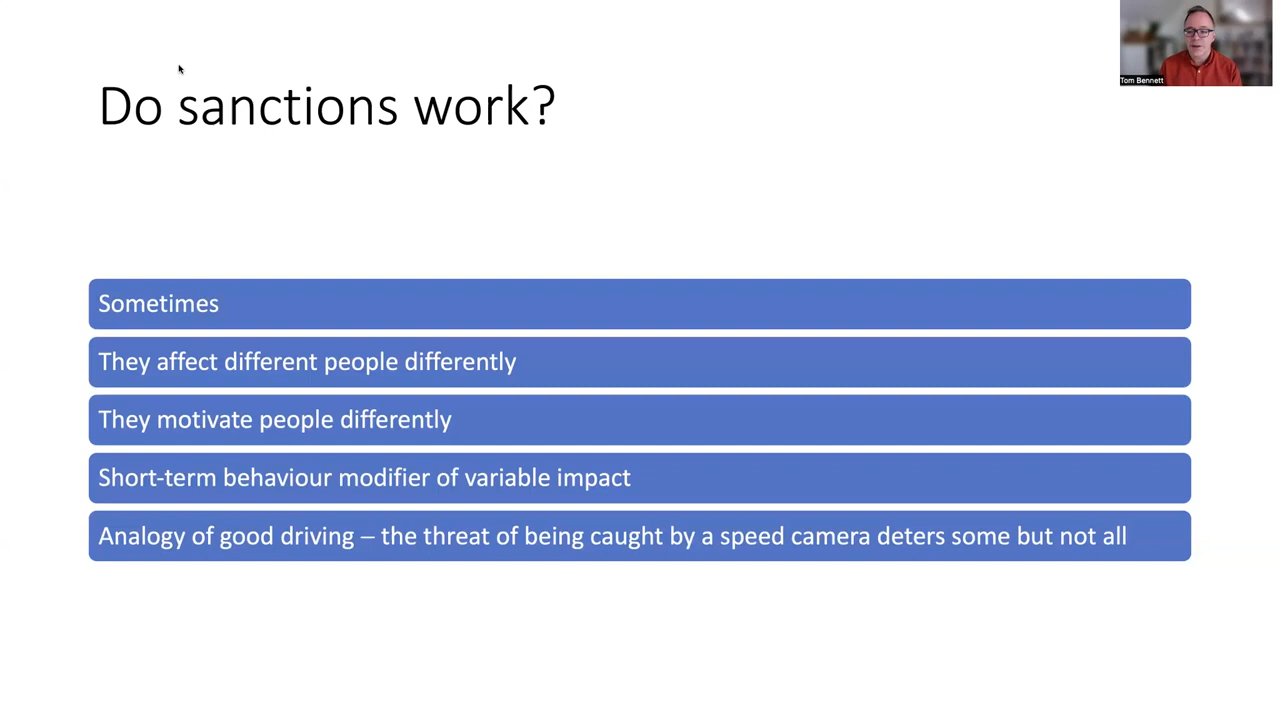 Tom Bennett
Do sanctions work?
Sometimes
They affect different people differently
They motivate people differently
Short-term behaviour modifier of variable impact
Analogy of good driving – the threat of being caught by a speed camera deters some but not all